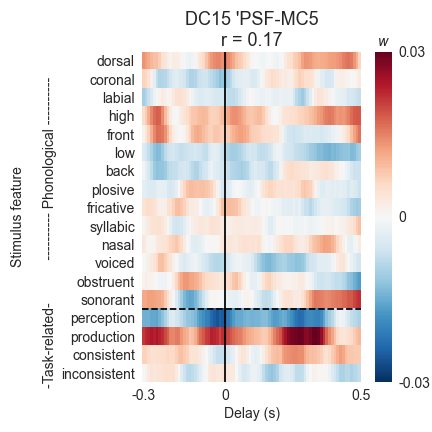 DC15 'PSF-MC5
r = 0.17
w
dorsal
coronal
labial
high
front
low
back
plosive
fricative
syllabic
nasal
voiced
obstruent
sonorant
perception
production
consistent
inconsistent
Stimulus feature
-Task-related- ----------- Phonological ----------
0.03
0
-0.03
-0.3
0
0.5
Delay (s)